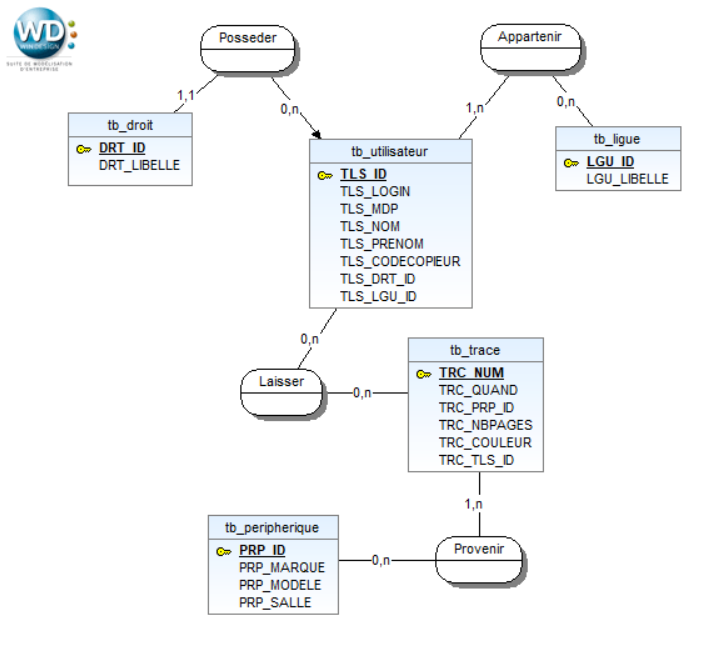 WD
WINDESIGN
SUITE DE MODÉLISATION
D'ENTREPRISE
Posseder
Appartenir
1,1
0,n
1,n
0,n
tb_droit
DRT_ID
DRT_LIBELLE
tb_utilisateur
TLS_ID
TLS_LOGIN
TLS_MDP
TLS_NOM
TLS_PRENOM
TLS_CODECOPIEUR
TLS_DRT_ID
TLS_LGU_ID
tb_ligue
LGU_ID
LGU_LIBELLE
0,n
Laisser
0,n
tb_trace
TRC_NUM
TRC_QUAND
TRC_PRP_ID
TRC_NBPAGES
TRC_COULEUR
TRC_TLS_ID
1,n
Provenir
0,n
tb_peripherique
PRP_ID
PRP_MARQUE
PRP_MODELE
PRP_SALLE